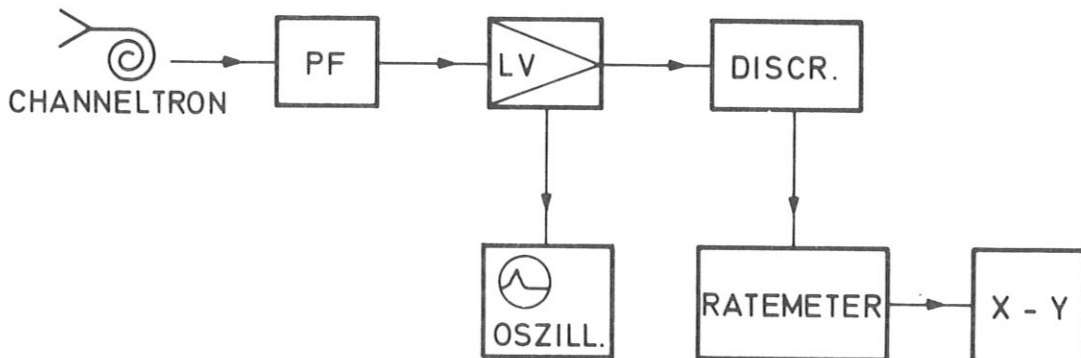 CHANNELTRON
PF
LV
DISCR.
OSZILL.
RATEMETER
X - Y